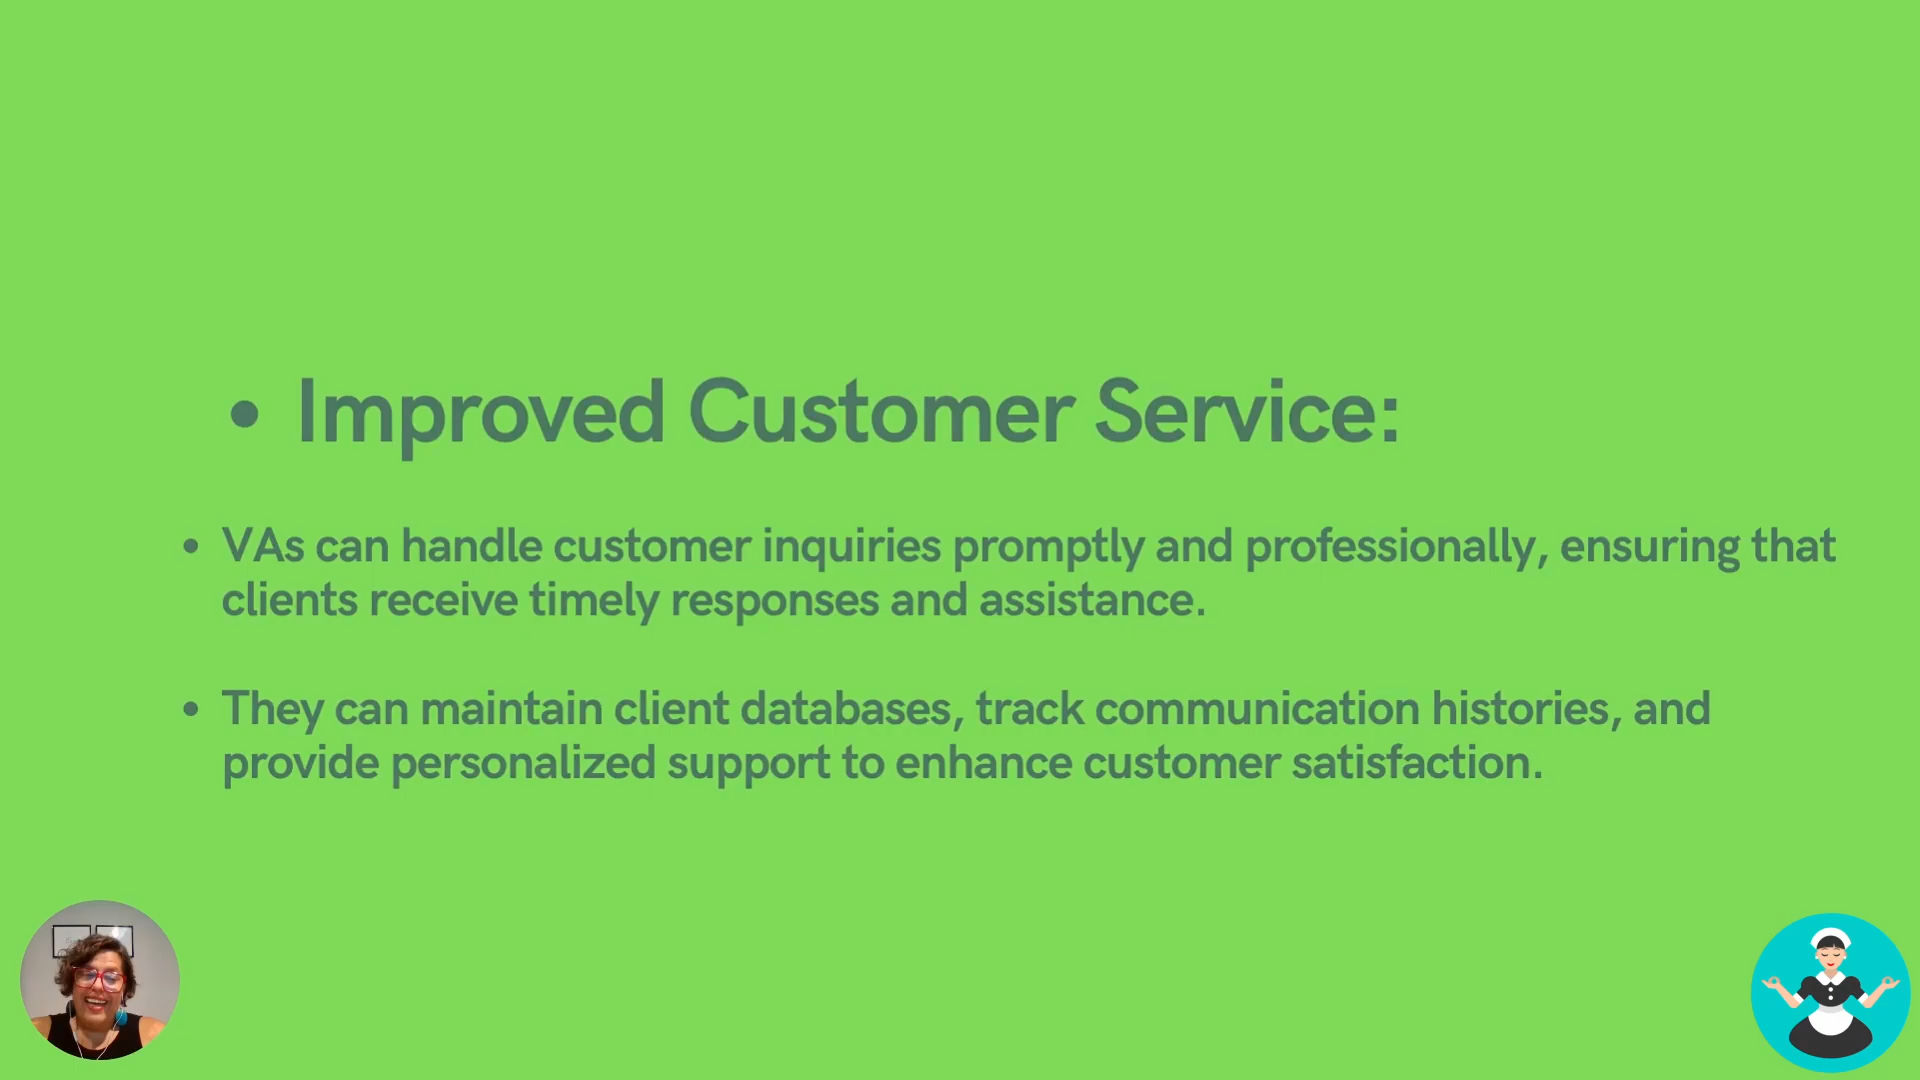 • Improved Customer Service:
• VAs can handle customer inquiries promptly and professionally, ensuring that
clients receive timely responses and assistance.
• They can maintain client databases, track communication histories, and
provide personalized support to enhance customer satisfaction.